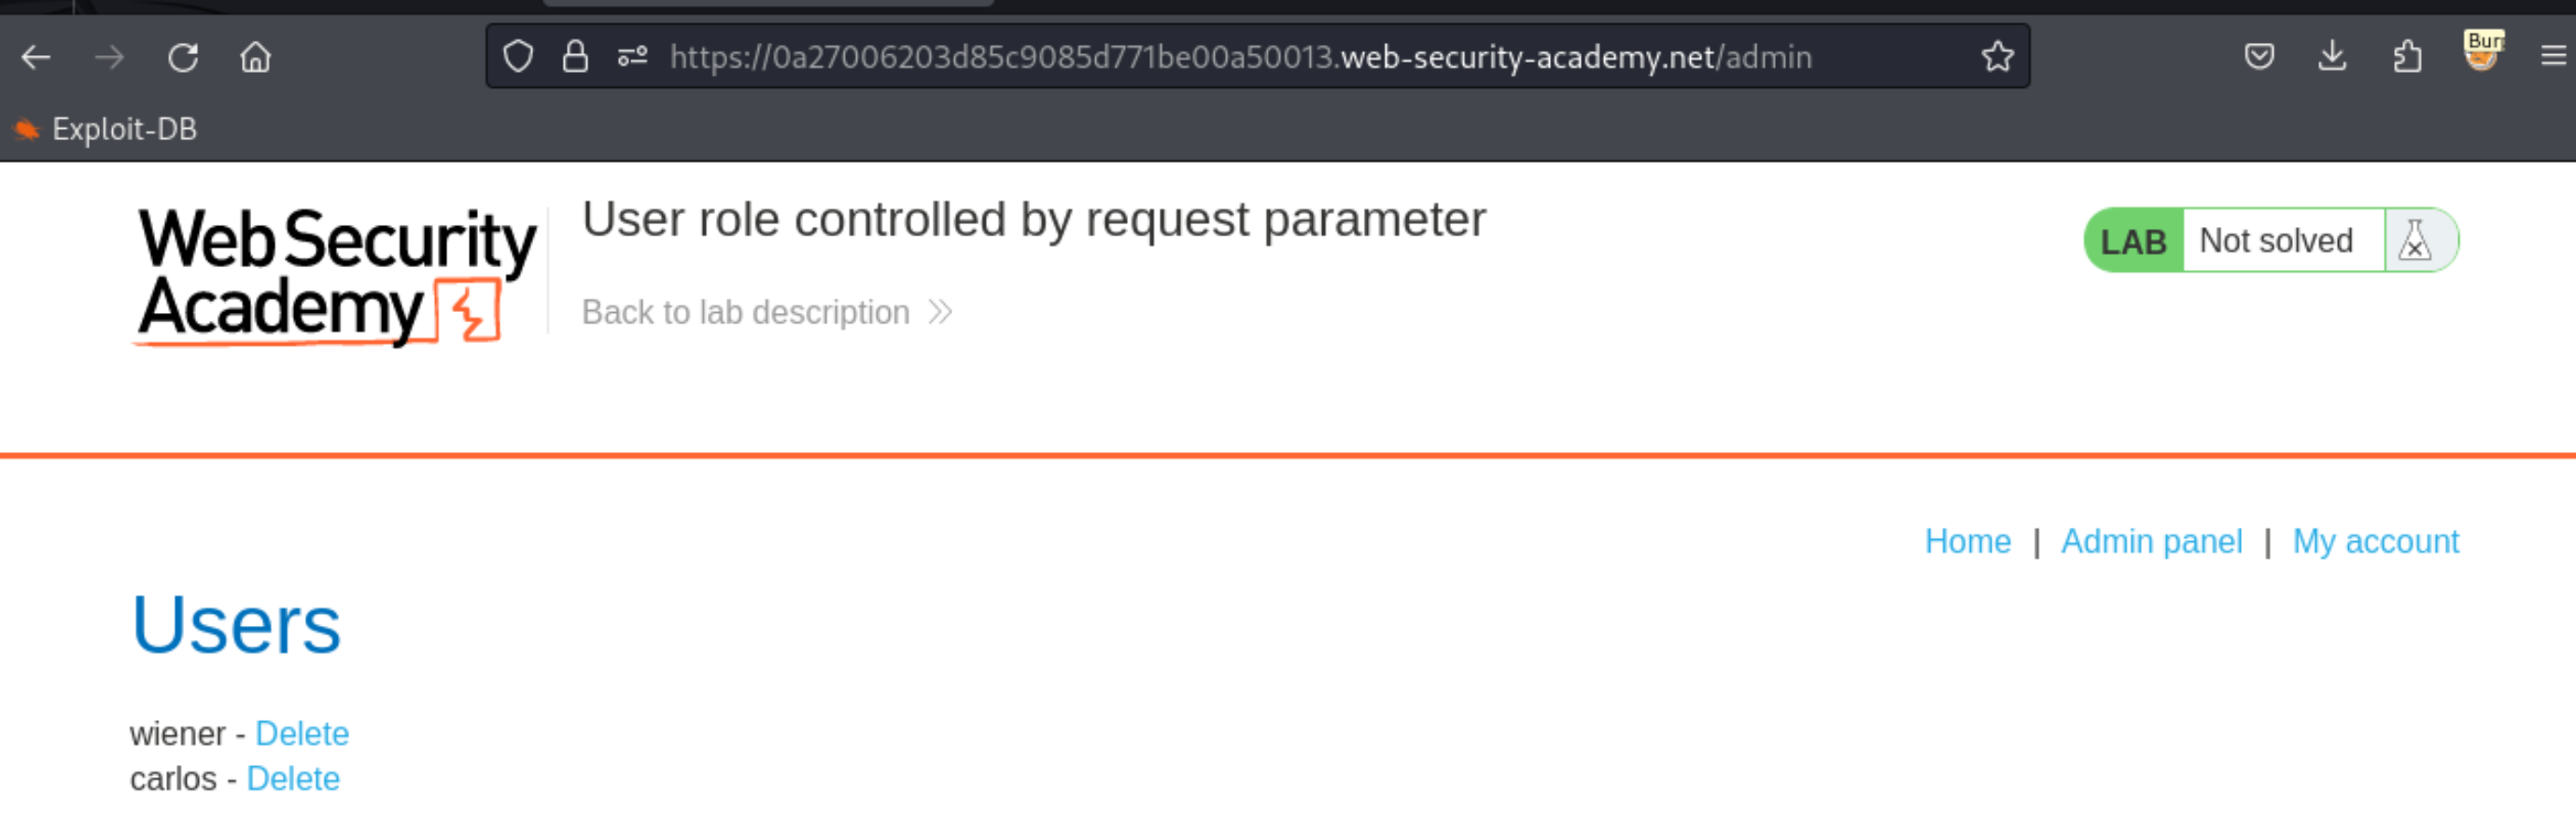 https://0a27006203d85c9085d771be00a50013.web-security-academy.net/admin
Bur
Exploit-DB
Web Security
Academy
User role controlled by request parameter
Back to lab description
LAB Not solved
Home | Admin panel | My account
Users
wiener - Delete
carlos - Delete